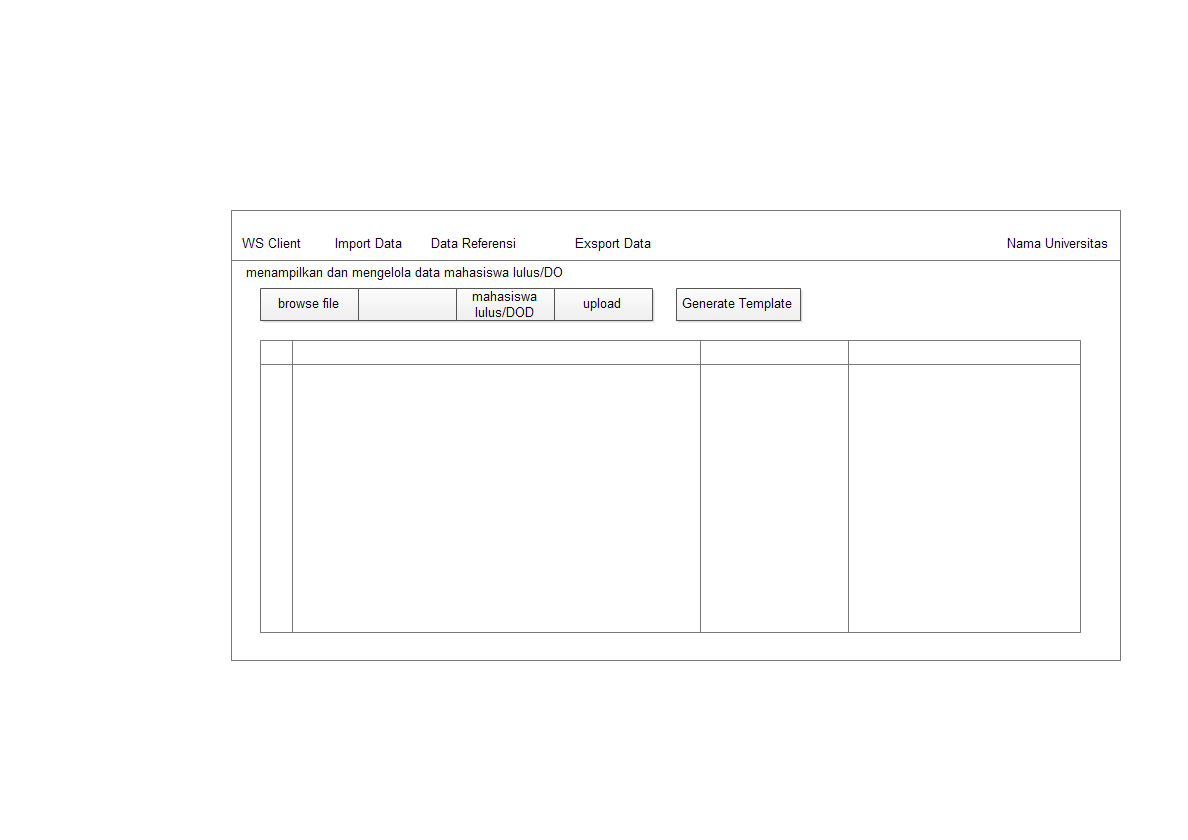 WS Client Import Data Data Referensi Exsport Data Nama Universitas
menampilkan dan mengelola data mahasiswa lulus/DO
browse file mahasiswa lulus/DOD upload Generate Template